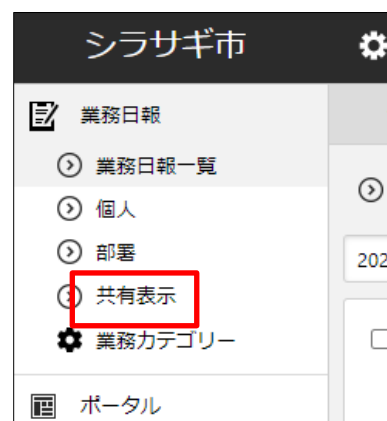 シラサギ市
業務日報
業務日報一覧
個人
部署
202
共有表示
業務カテゴリー
ポータル